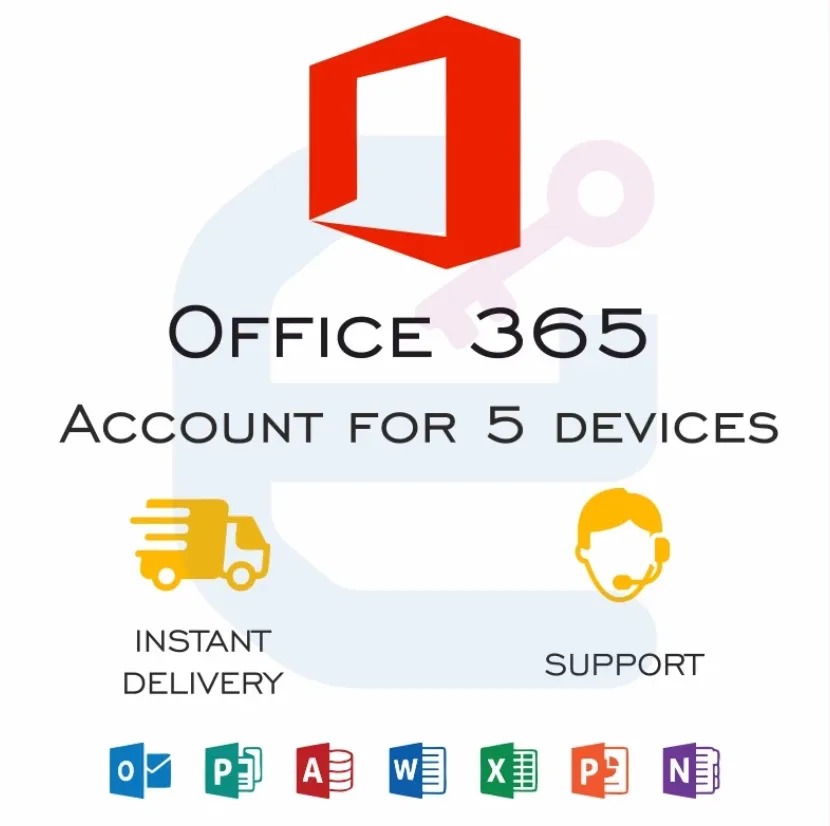 Office 365
Account for 5 devices
INSTANT
DELIVERY
SUPPORT
O
P
A
W
X
P
N